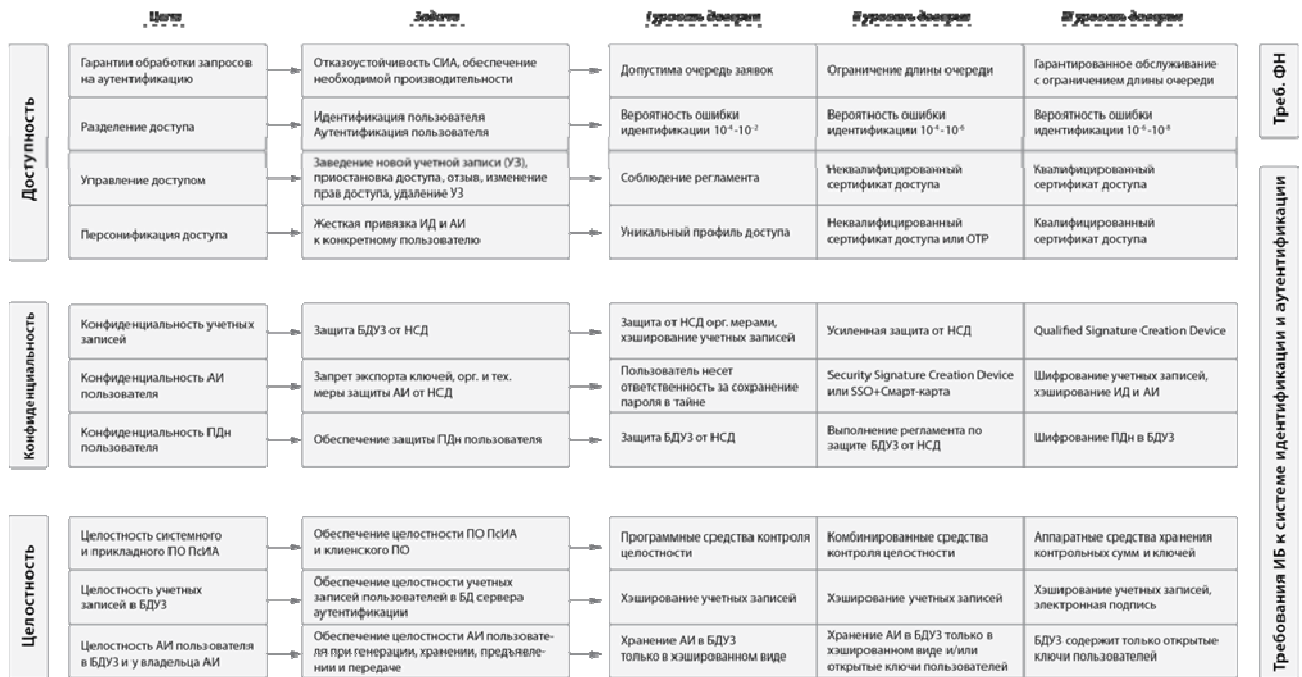 Цели
Задачи
I уровень доверия
II уровень доверия
III уровень доверия
Доступность
Гарантии обработки запросов
на аутентификацию
Отказоустойчивость СИА, обеспечение
необходимой производительности
Допустима очередь заявок
Ограничение длины очереди
Гарантированное обслуживание
с ограничением длины очереди
Разделение доступа
Идентификация пользователя
Аутентификация пользователя
Вероятность ошибки
идентификации
Вероятность ошибки
идентификации
Вероятность ошибки
идентификации
Управление доступом
Заведение новой учетной записи (УЗ),
приостановка доступа, отзыв, изменение
прав доступа, удаление УЗ
Соблюдение регламента
Неквалифицированный
сертификат доступа
Квалифицированный
сертификат доступа
Персонификация доступа
Жесткая привязка ИД и АИ
к конкретному пользователю
Уникальный профиль доступа
Неквалифицированный
сертификат доступа или OTP
Квалифицированный
сертификат доступа
Конфиденциальность
Конфиденциальность учетных
записей
Защита БДУЗ от НСД
Защита от НСД орг. мерами,
хэширование учетных записей
Усиленная защита от НСД
Qualified Signature Creation Device
Конфиденциальность АИ
пользователя
Запрет экспорта ключей, орг. и тех.
меры защиты АИ от НСД
Пользователь несет
ответственность за сохранение
пароля в тайне
Security Signature Creation Device
или SSO+Смарт-карта
Шифрование учетных записей,
хэширование ИД и АИ
Конфиденциальность ПДн
пользователя
Обеспечение защиты ПДн пользователя
Защита БДУЗ от НСД
Выполнение регламента по
защите БДУЗ от НСД
Шифрование ПДн в БДУЗ
Целостность
Целостность системного
и прикладного ПО ПсИА
Обеспечение целостности ПО ПсИА
и клиенского ПО
Программные средства контроля
целостности
Комбинированные средства
контроля целостности
Аппаратные средства хранения
контрольных сумм и ключей
Целостность учетных
записей в БДУЗ
Обеспечение целостности учетных
записей пользователей в БД сервера
аутентификации
Хэширование учетных записей
Хэширование учетных записей
Хэширование учетных записей,
электронная подпись
Целостность АИ пользователя
в БДУЗ и у владельца АИ
Обеспечение целостности АИ пользовате-
ля при генерации, хранении, предъявле-
нии и передаче
Хранение АИ в БДУЗ
только в хэшированном виде
Хранение АИ в БДУЗ только в
хэшированном виде и/или
открытые ключи пользователей
БДУЗ содержит только открытые
ключи пользователей
Треб. ФН
Требования ИБ к системе идентификации и аутентификации